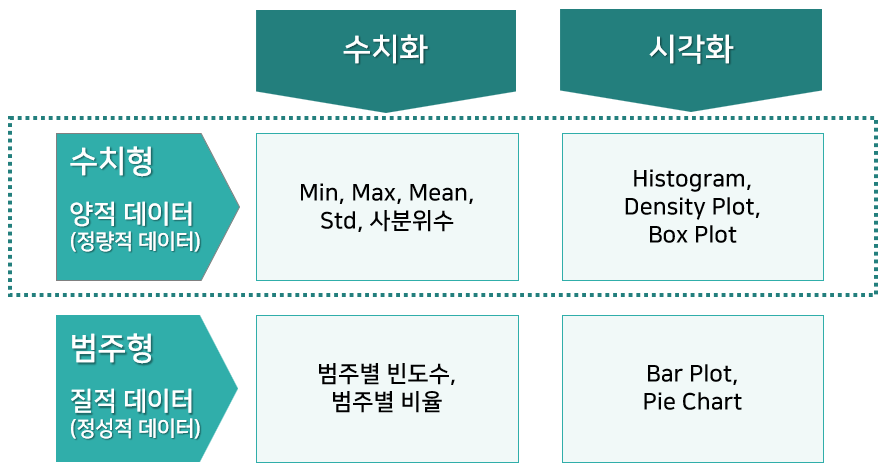 수치화
시각화
수치형
양적 데이터
(정량적 데이터)
Min, Max, Mean,
Std, 사분위수
Histogram,
Density Plot,
Box Plot
범주형
질적 데이터
(정성적 데이터)
범주별 빈도수,
범주별 비율
Bar Plot,
Pie Chart